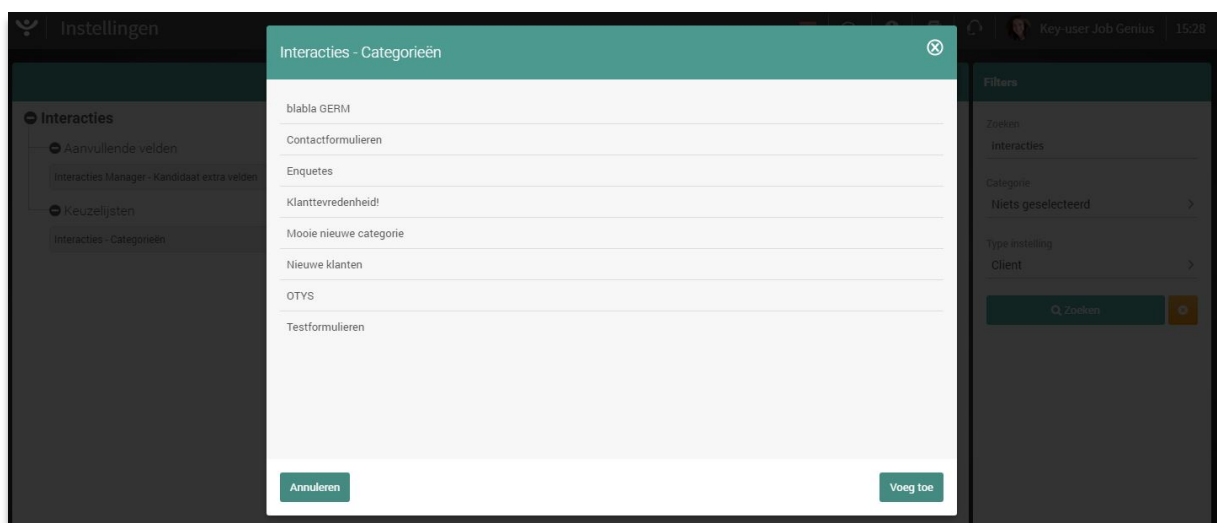 Instellingen
Key-user Job Genius
15:28
Interacties - Categorieën
blabla GERM
Contactformulieren
Enquetes
Klanttevredenheid!
Mooie nieuwe categorie
Nieuwe klanten
OTYS
Testformulieren
Annuleren
Voeg toe
Interacties
Aanvullende velden
Interacties Manager - Kandidaat extra velden
Keuzelijsten
Interacties - Categorieën
Filters
Zoeken
interacties
Categorie
Niets geselecteerd
Type instelling
Client
Zoeken